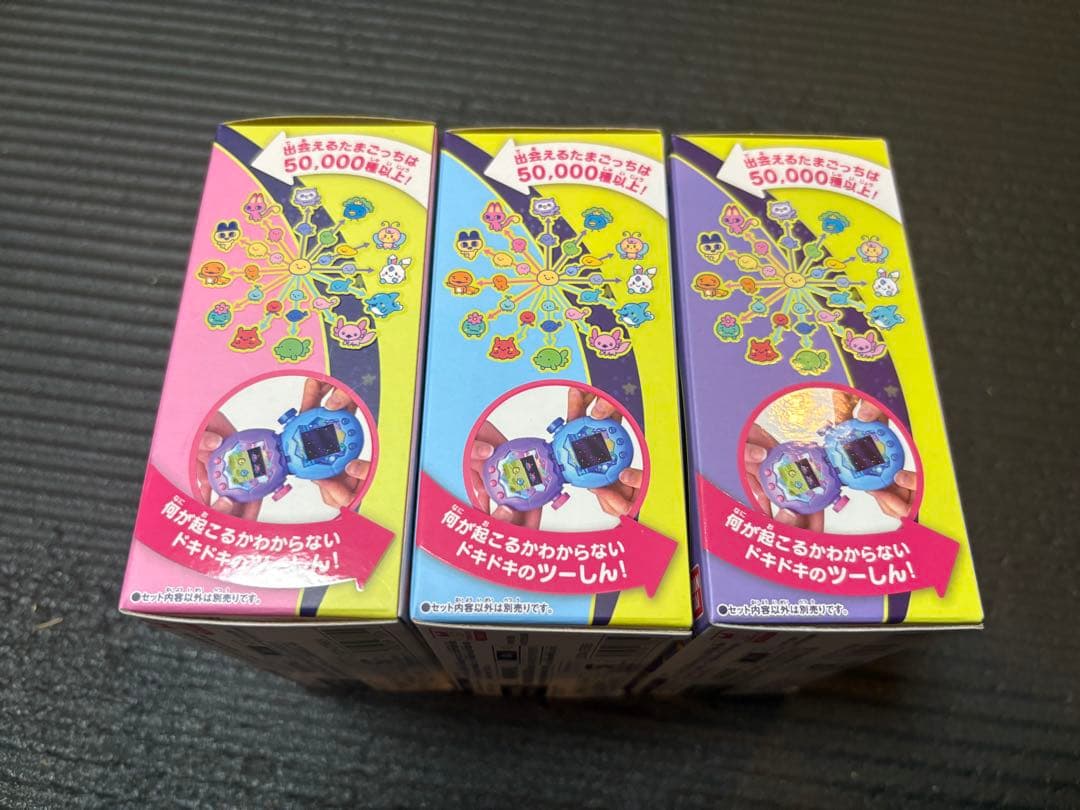 出会えるたまごっちは
50,000種以上!
何が起こるかわからない
ドキドキのツーしん!
●セット内容以外は別売りです。
出会えるたまごっちは
50,000種以上!
何が起こるかわからない
ドキドキのツーしん!
●セット内容以外は別売りです。
出会えるたまごっちは
50,000種以上!
何が起こるかわからない
ドキドキのツーしん!
●セット内容以外は別売りです。